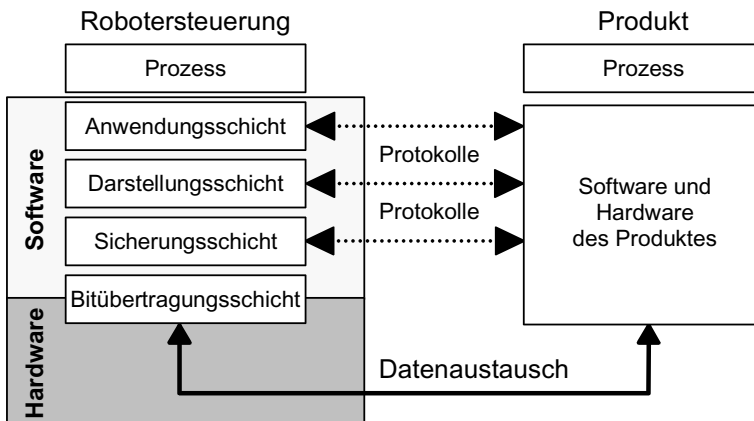 Robotersteuerung
Produkt
Prozess
Prozess
Software
Anwendungsschicht
Protokolle
Darstellungsschicht
Protokolle
Sicherungsschicht
Bitübertragungsschicht
Software und
Hardware
des Produktes
Hardware
Datenaustausch